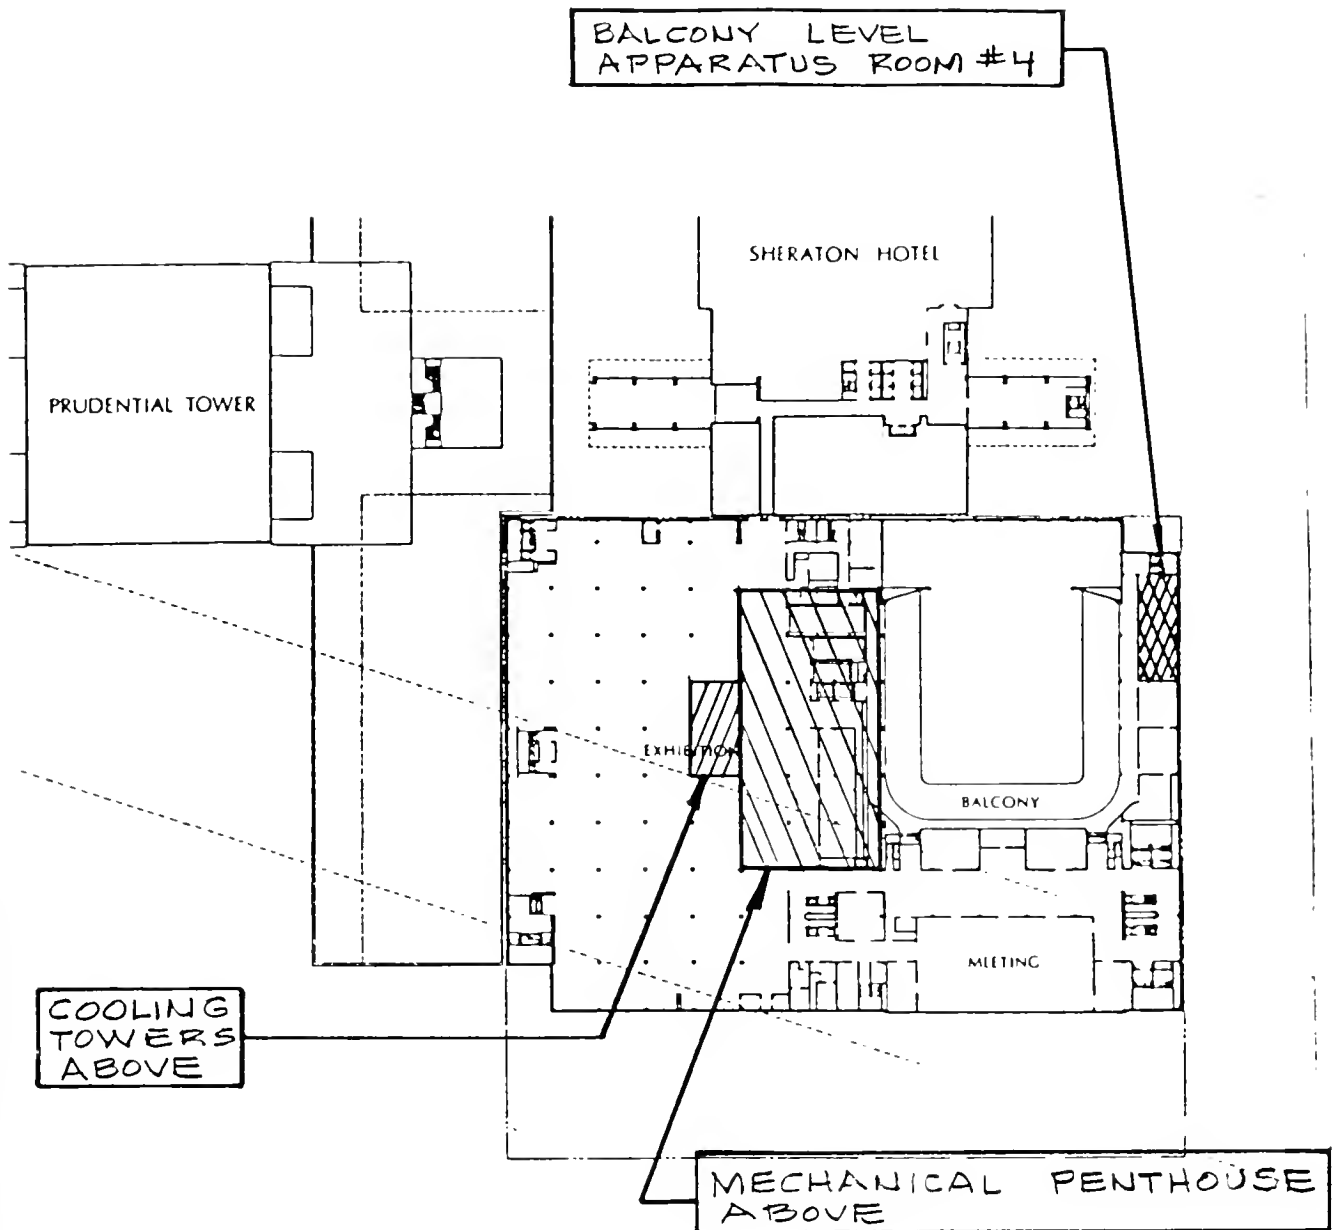 BALCONY LEVEL
APPARATUS ROOM #4
SHERATON HOTEL
PRUDENTIAL TOWER
EXHIBITION
BALCONY
MEETING
COOLING
TOWERS
ABOVE
MECHANICAL PENTHOUSE
ABOVE